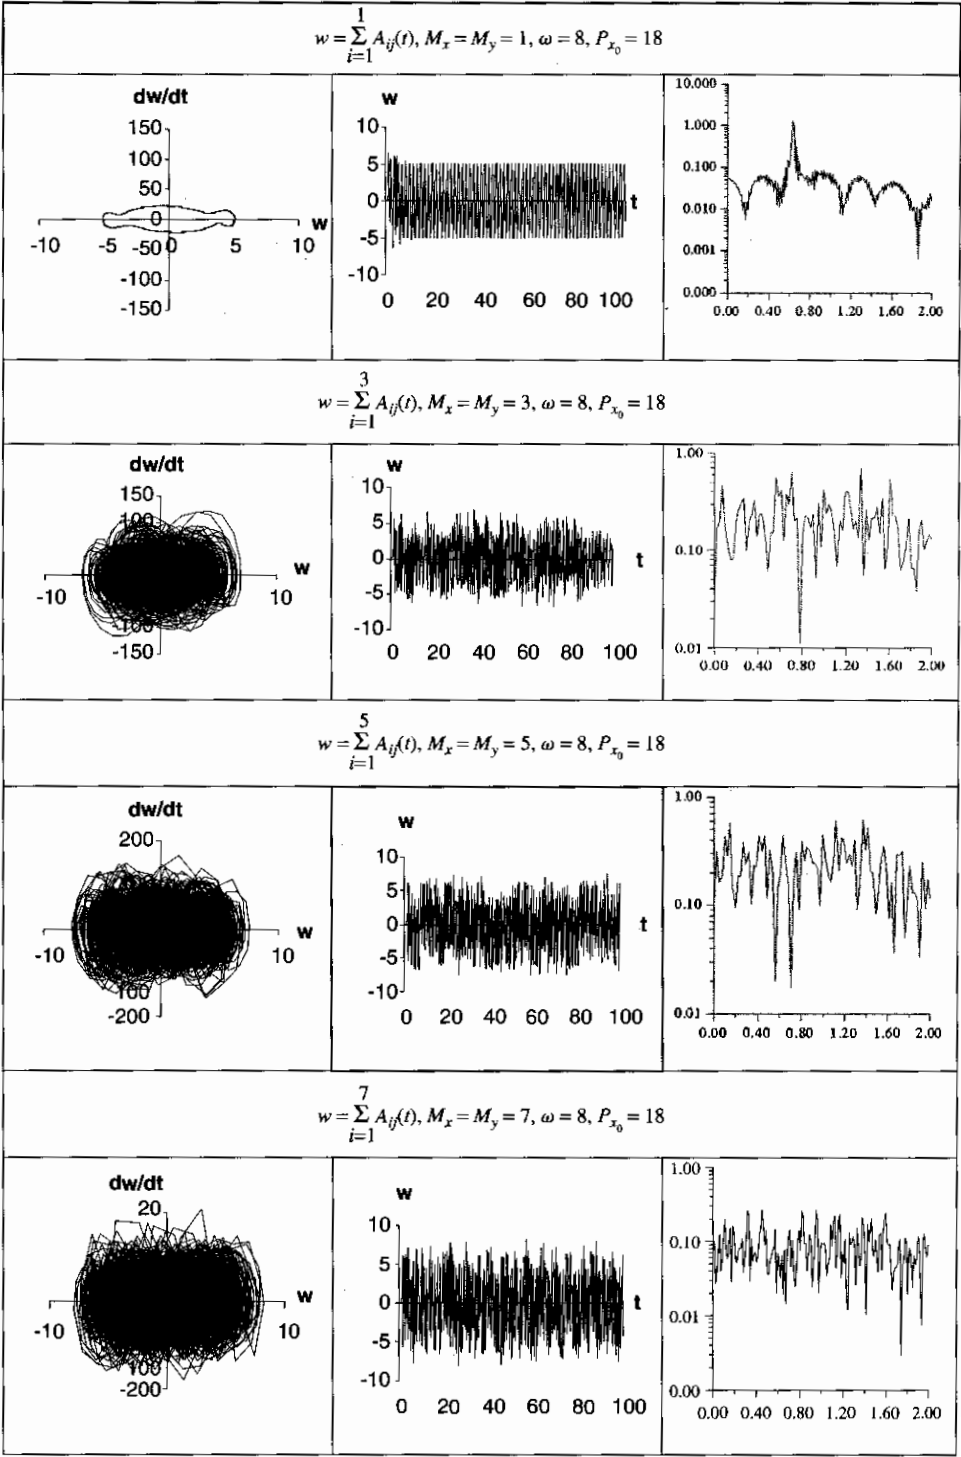 w = \sum_{i=1}^{1} A_{ij}(t), M_x = M_y = 1, ω = 8, P_{x_0} = 18
dw/dt
150
100
50
0
-10 -5 -50 0 5 10 w
-100
-150
w
10
5
0
t
-5
-10
0 20 40 60 80 100
10.000
1.000
0.100
0.010
0.001
0.000
0.00 0.40 0.80 1.20 1.60 2.00
w = \sum_{i=1}^{3} A_{ij}(t), M_x = M_y = 3, ω = 8, P_{x_0} = 18
dw/dt
150
100
w
-10 10
-100
-150
w
10
5
0
t
-5
-10
0 20 40 60 80 100
1.00
0.10
0.01
0.00 0.40 0.80 1.20 1.60 2.00
w = \sum_{i=1}^{5} A_{ij}(t), M_x = M_y = 5, ω = 8, P_{x_0} = 18
dw/dt
200
w
-10 10
100
-200
w
10
5
0
t
-5
-10
0 20 40 60 80 100
1.00
0.10
0.01
0.00 0.40 0.80 1.20 1.60 2.00
w = \sum_{i=1}^{7} A_{ij}(t), M_x = M_y = 7, ω = 8, P_{x_0} = 18
dw/dt
20
w
-10 10
100
-200
w
10
5
0
t
-5
-10
0 20 40 60 80 100
1.00
0.10
0.01
0.00
0.00 0.40 0.80 1.20 1.60 2.00